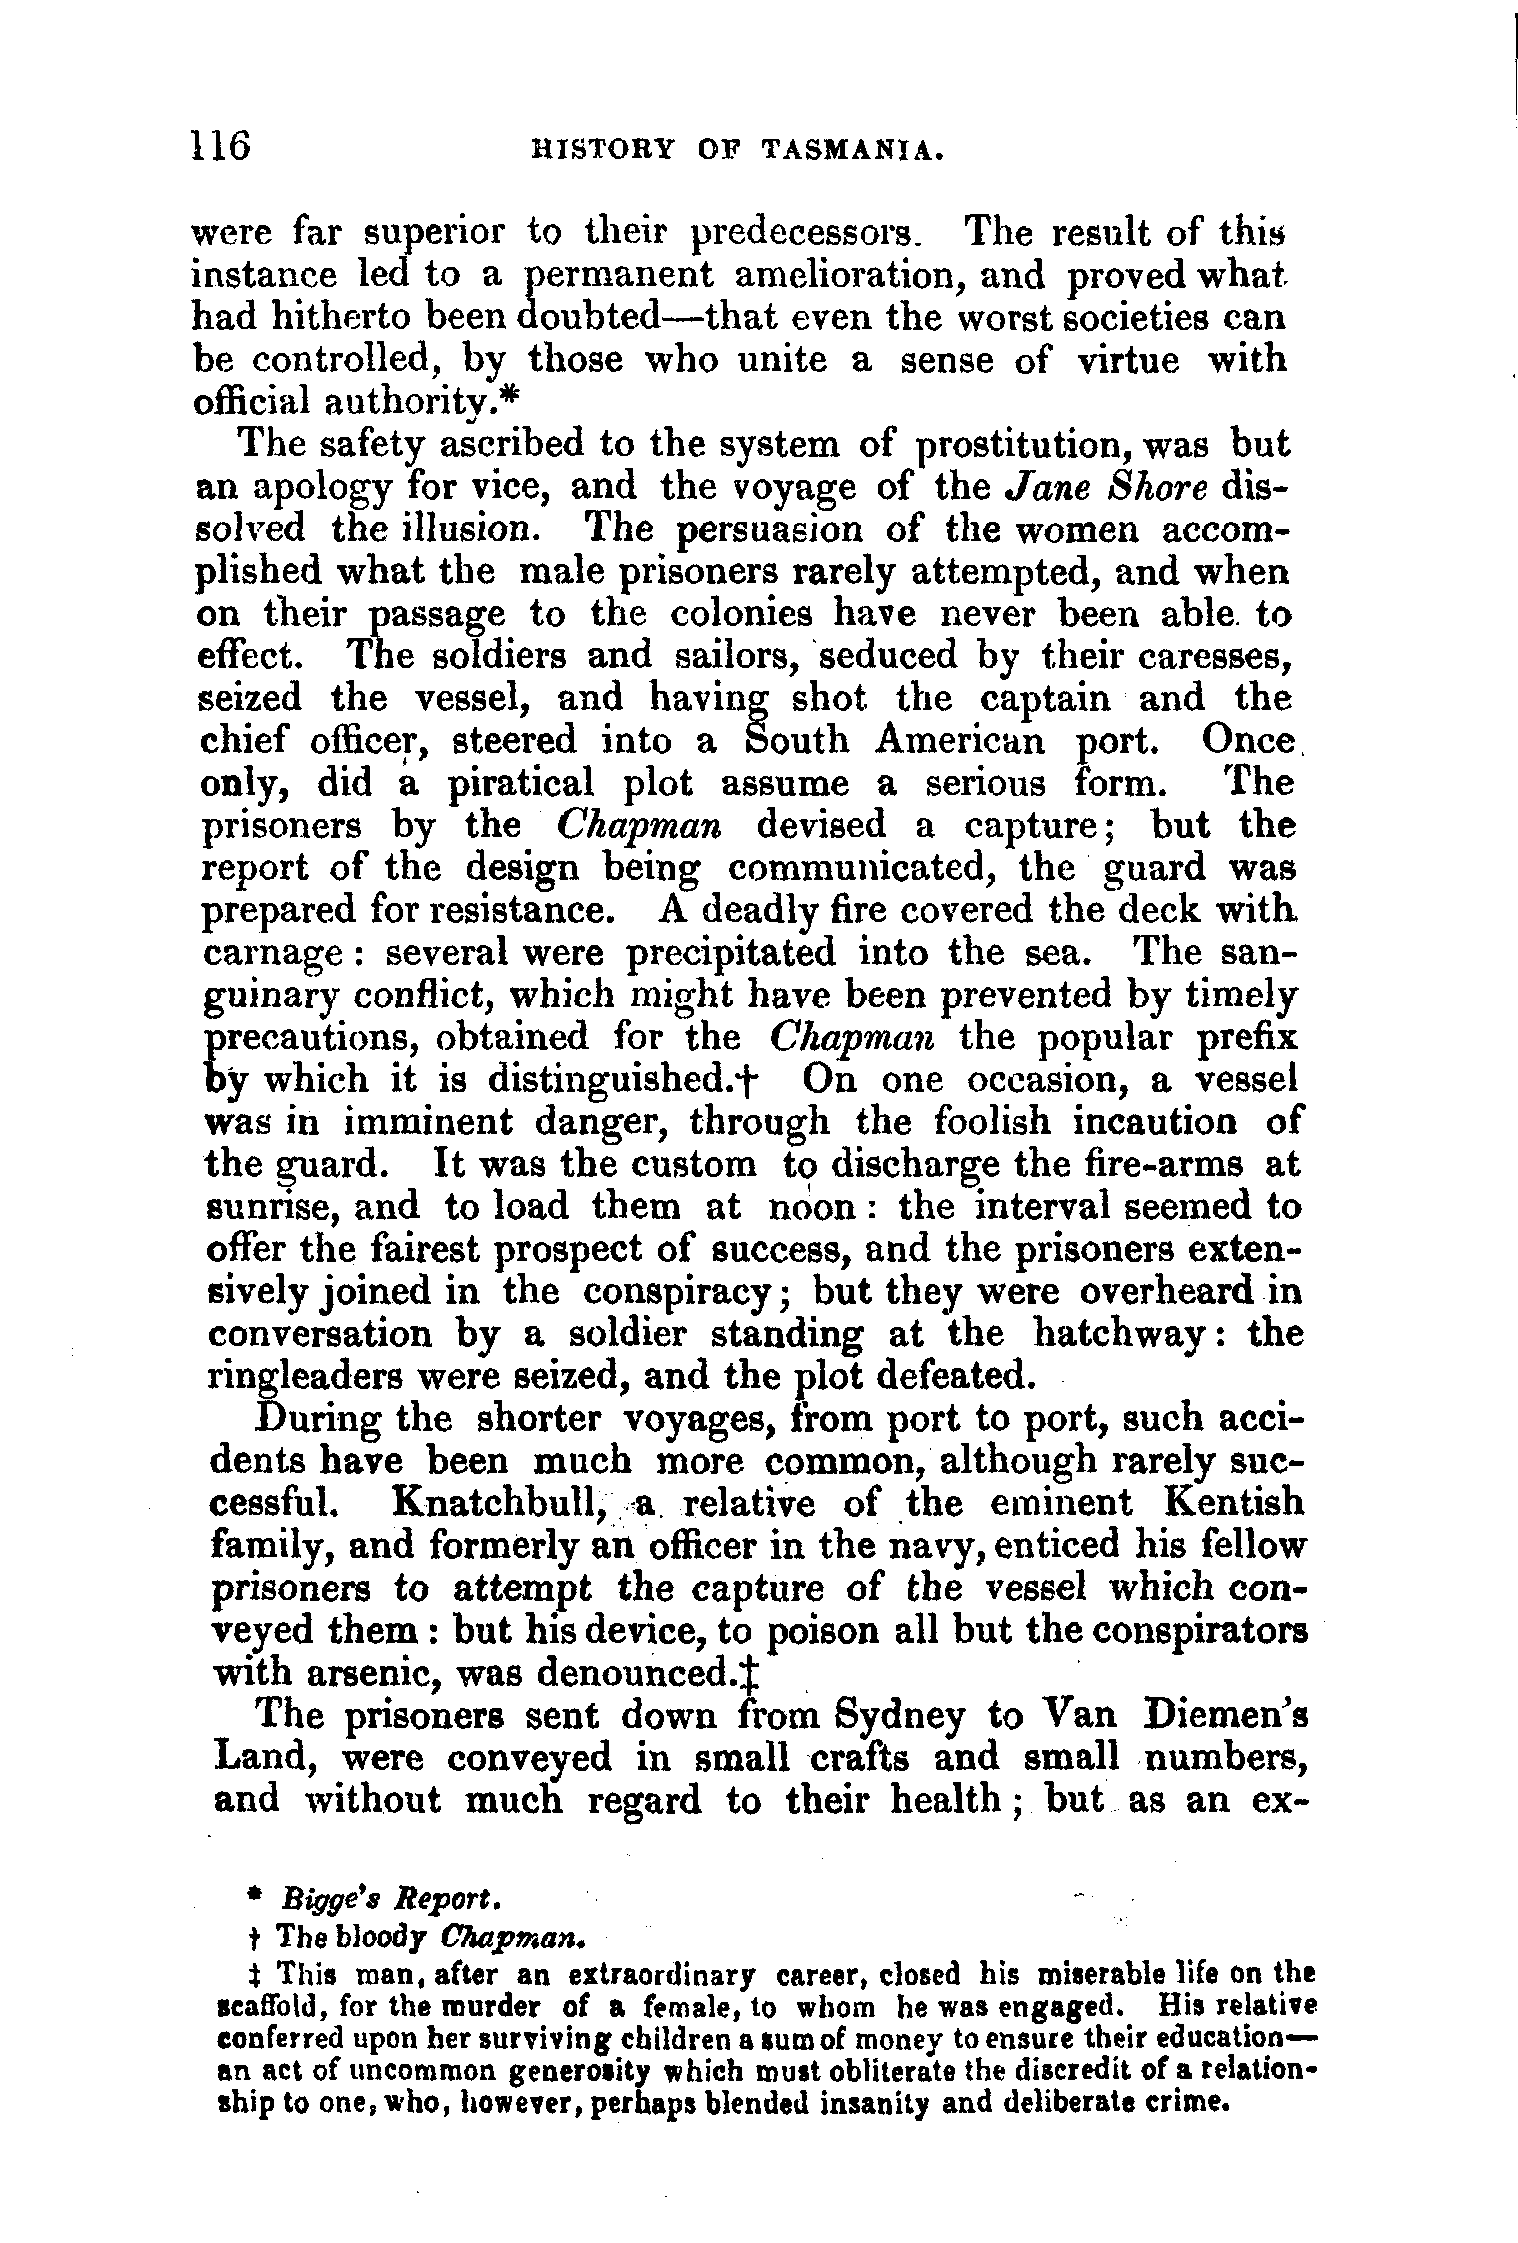 116 HISTORY OF TASMANIA.
were far superior to their predecessors. The result of this
instance led to a permanent amelioration, and proved what
had hitherto been doubted—that even the worst societies can
be controlled, by those who unite a sense of virtue with
official authority.*
The safety ascribed to the system of prostitution, was but
an apology for vice, and the voyage of the Jane Shore dis-
solved the illusion. The persuasion of the women accom-
plished what the male prisoners rarely attempted, and when
on their passage to the colonies have never been able to
effect. The soldiers and sailors, seduced by their caresses,
seized the vessel, and having shot the captain and the
chief officer, steered into a South American port. Once
only, did a piratical plot assume a serious form. The
prisoners by the Chapman devised a capture; but the
report of the design being communicated, the guard was
prepared for resistance. A deadly fire covered the deck with
carnage : several were precipitated into the sea. The san-
guinary conflict, which might have been prevented by timely
precautions, obtained for the Chapman the popular prefix
by which it is distinguished.† On one occasion, a vessel
was in imminent danger, through the foolish incaution of
the guard. It was the custom to discharge the fire-arms at
sunrise, and to load them at noon : the interval seemed to
offer the fairest prospect of success, and the prisoners exten-
sively joined in the conspiracy; but they were overheard in
conversation by a soldier standing at the hatchway: the
ringleaders were seized, and the plot defeated.
During the shorter voyages, from port to port, such acci-
dents have been much more common, although rarely suc-
cessful. Knatchbull, a relative of the eminent Kentish
family, and formerly an officer in the navy, enticed his fellow
prisoners to attempt the capture of the vessel which con-
veyed them : but his device, to poison all but the conspirators
with arsenic, was denounced.‡
The prisoners sent down from Sydney to Van Diemen's
Land, were conveyed in small crafts and small numbers,
and without much regard to their health ; but as an ex-
* Bigge's Report.
† The bloody Chapman.
‡ This man, after an extraordinary career, closed his miserable life on the
scaffold, for the murder of a female, to whom he was engaged. His relative
conferred upon her surviving children a sum of money to ensure their education—
an act of uncommon generosity which must obliterate the discredit of a relation-
ship to one, who, however, perhaps blended insanity and deliberate crime.